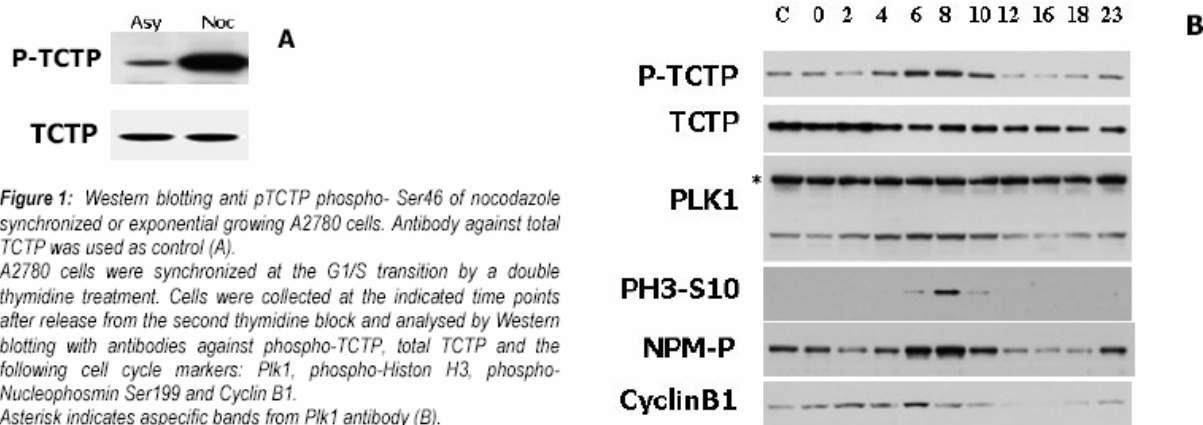 Asy Noc
A
P-TCTP
TCTP
Figure 1: Western blotting anti pTCTP phospho- Ser46 of nocodazole
synchronized or exponential growing A2780 cells. Antibody against total
TCTP was used as control (A).
A2780 cells were synchronized at the G1/S transition by a double
thymidine treatment. Cells were collected at the indicated time points
after release from the second thymidine block and analysed by Western
blotting with antibodies against phospho-TCTP, total TCTP and the
following cell cycle markers: Plk1, phospho-Histon H3, phospho-
Nucleophosmin Ser199 and Cyclin B1.
Asterisk indicates aspecific bands from Plk1 antibody (B).
C 0 2 4 6 8 10 12 16 18 23
B
P-TCTP
TCTP
*
PLK1
PH3-S10
NPM-P
CyclinB1